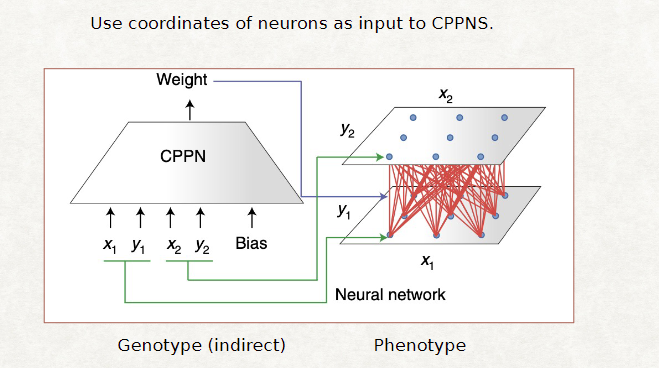 Use coordinates of neurons as input to CPPNS.
Weight
x2
y2
CPPN
y1
x1 y1 x2 y2 Bias
x1
Neural network
Genotype (indirect) Phenotype